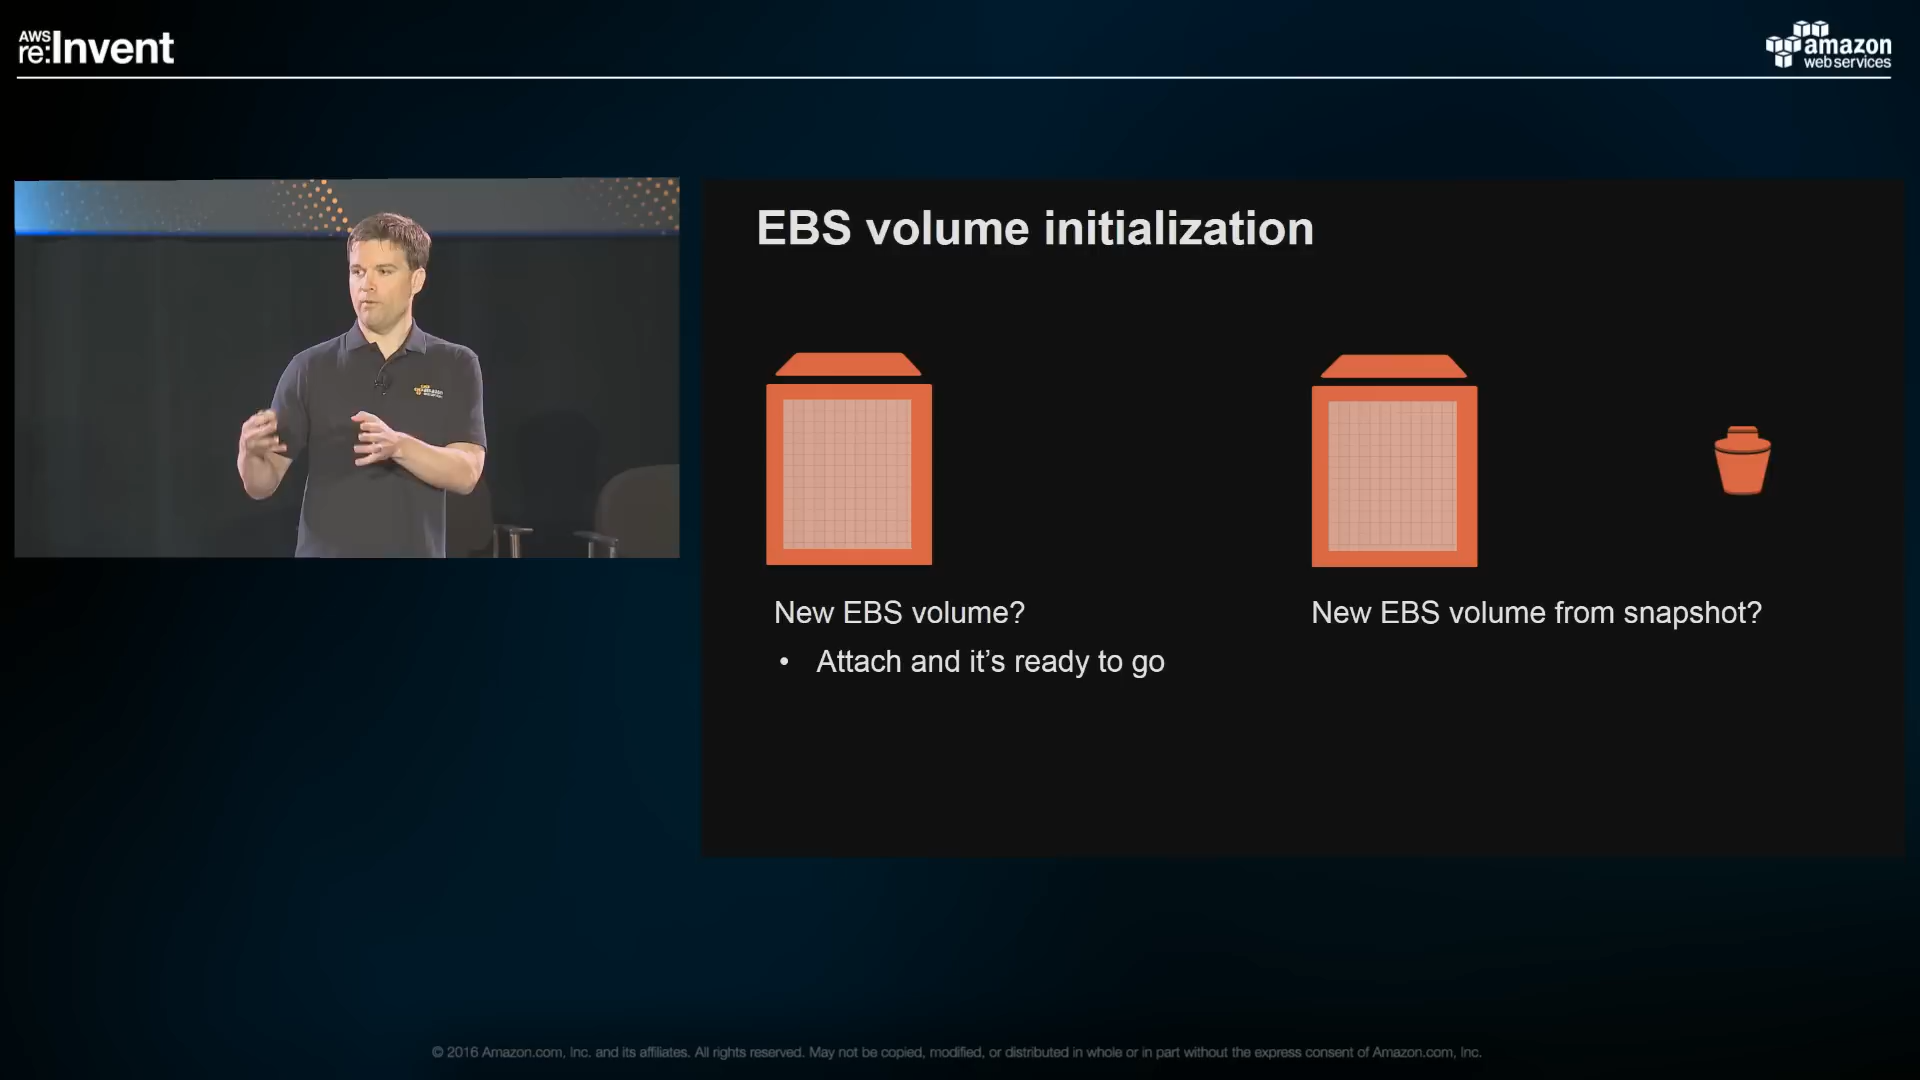 AWS
re:Invent
amazon
web services
EBS volume initialization
New EBS volume?
• Attach and it's ready to go
New EBS volume from snapshot?
© 2016 Amazon.com, Inc. and its affiliates. All rights reserved. May not be copied, modified, or distributed in whole or in part without the express consent of Amazon.com, Inc.